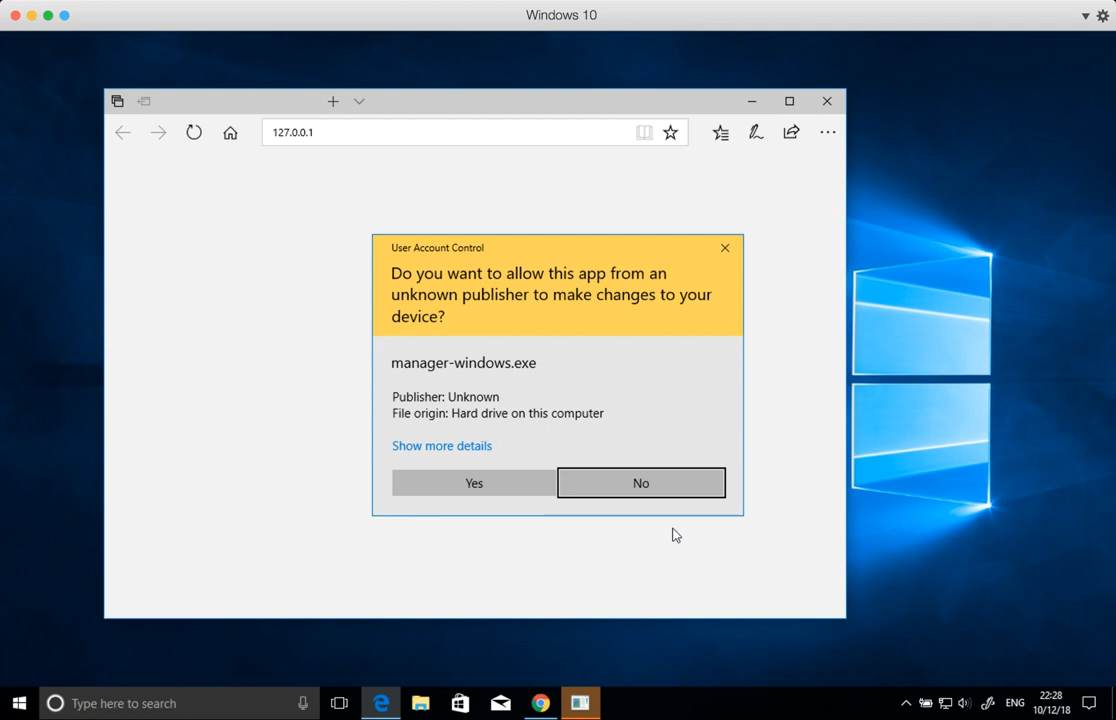 Windows 10
127.0.0.1
User Account Control
Do you want to allow this app from an
unknown publisher to make changes to your
device?
manager-windows.exe
Publisher: Unknown
File origin: Hard drive on this computer
Show more details
Yes
No
Type here to search
ENG
22:28
10/12/18